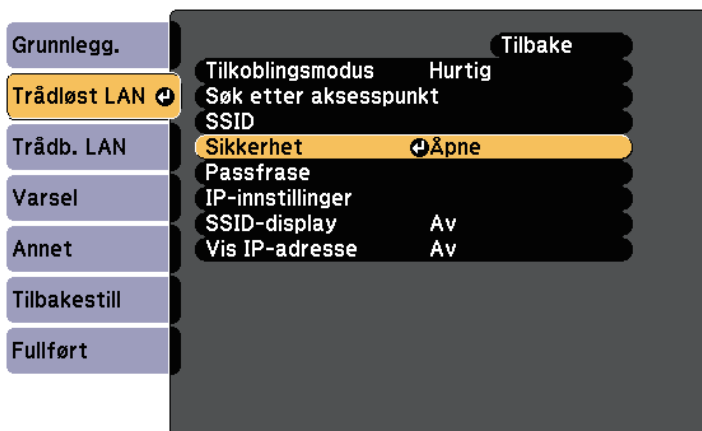 Grunnlegg.
Trådløst LAN
Trådb. LAN
Varsel
Annet
Tilbakestill
Fullført
Tilbake
Tilkoblingsmodus Hurtig
Søk etter aksesspunkt
SSID
Sikkerhet Åpne
Passfrase
IP-innstillinger
SSID-display Av
Vis IP-adresse Av